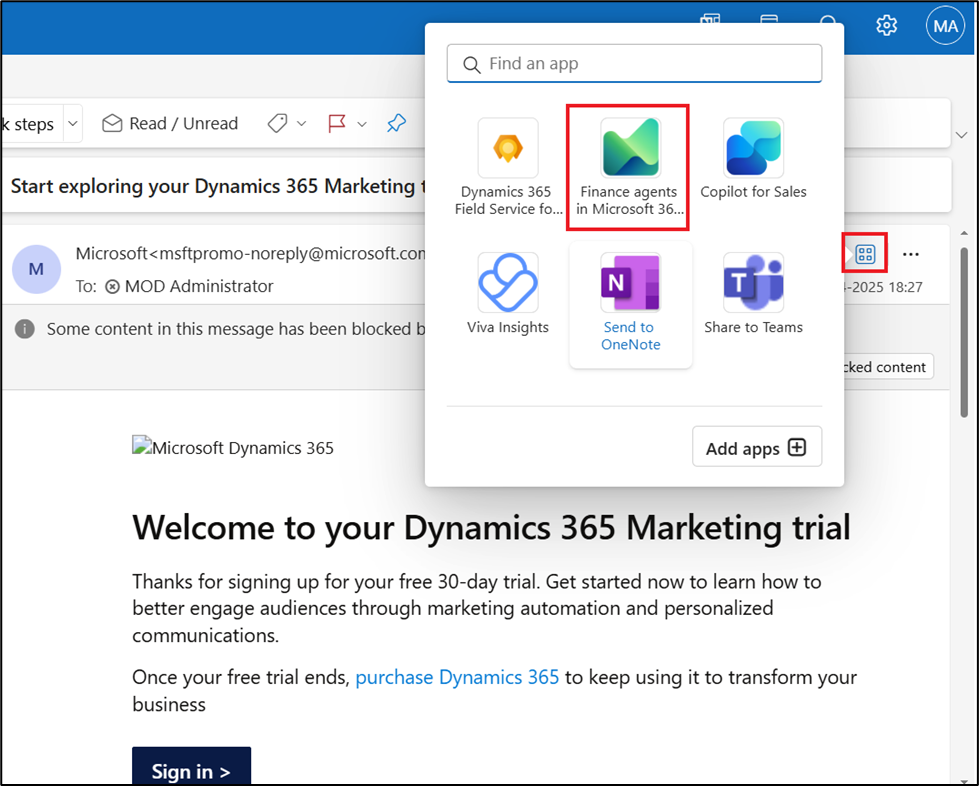 MA
Find an app
k steps
Read / Unread
Dynamics 365
Field Service fo...
Finance agents
in Microsoft 36...
Copilot for Sales
Start exploring your Dynamics 365 Marketing t
M
Microsoft<msftpromo-noreply@microsoft.com
To: MOD Administrator
-2025 18:27
N
Viva Insights
Send to
OneNote
T
Share to Teams
Some content in this message has been blocked b
cked content
Add apps
Microsoft Dynamics 365
Welcome to your Dynamics 365 Marketing trial
Thanks for signing up for your free 30-day trial. Get started now to learn how to
better engage audiences through marketing automation and personalized
communications.
Once your free trial ends, purchase Dynamics 365 to keep using it to transform your
business
Sign in >